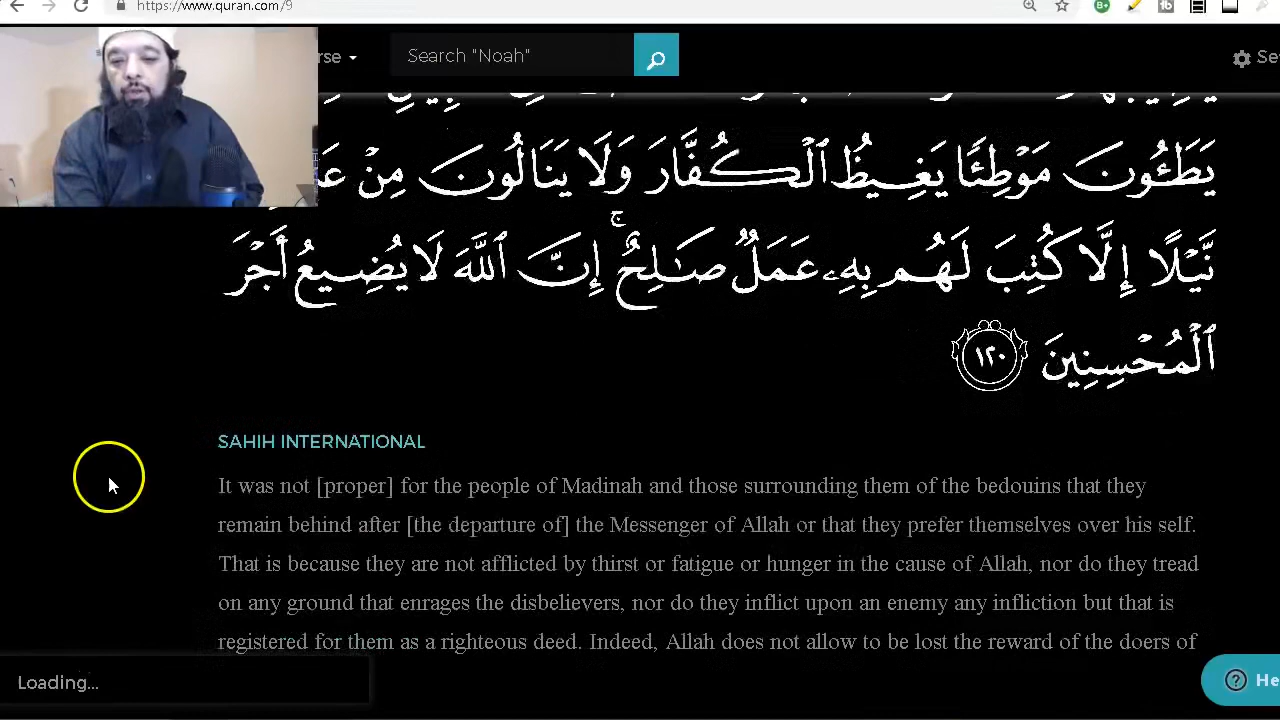 https://www.quran.com/9
rse
Search "Noah"
يَطَـُٔونَ مَوْطِئًا يَغِيظُ ٱلْكُفَّارَ وَلَا يَنَالُونَ مِنْ
نَّيْلًا إِلَّا كُتِبَ لَهُم بِهِۦ عَمَلٌ صَـٰلِحٌ ۚ إِنَّ ٱللَّهَ لَا يُضِيعُ أَجْرَ
ٱلْمُحْسِنِينَ ١٢٠
SAHIH INTERNATIONAL
It was not [proper] for the people of Madinah and those surrounding them of the bedouins that they
remain behind after [the departure of] the Messenger of Allah or that they prefer themselves over his self.
That is because they are not afflicted by thirst or fatigue or hunger in the cause of Allah, nor do they tread
on any ground that enrages the disbelievers, nor do they inflict upon an enemy any infliction but that is
registered for them as a righteous deed. Indeed, Allah does not allow to be lost the reward of the doers of
Loading...
He